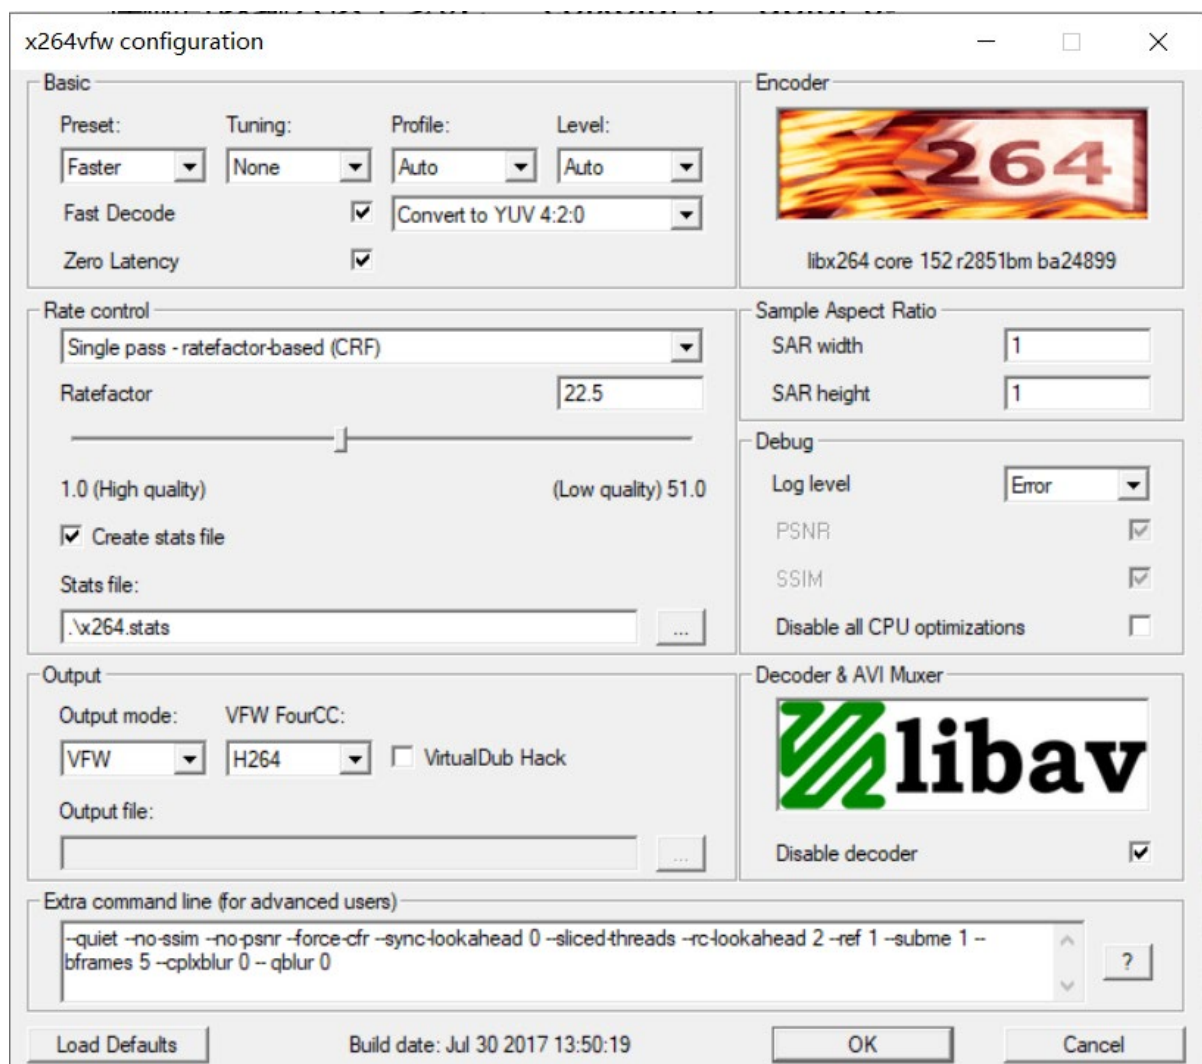 x264vfw configuration
Basic
Preset: Tuning: Profile: Level:
Faster None Auto Auto
Fast Decode Convert to YUV 4:2:0
Zero Latency
Encoder
264
libx264 core 152 r2851bm ba24899
Rate control
Single pass - ratefactor-based (CRF)
Ratefactor 22.5
1.0 (High quality) (Low quality) 51.0
Create stats file
Stats file:
.\x264.stats ...
Sample Aspect Ratio
SAR width 1
SAR height 1
Debug
Log level Error
PSNR
SSIM
Disable all CPU optimizations
Output
Output mode: VFW FourCC:
VFW H264 VirtualDub Hack
Output file:
...
Decoder & AVI Muxer
libav
Disable decoder
Extra command line (for advanced users)
--quiet --no-ssim --no-psnr --force-cfr --sync-lookahead 0 --sliced-threads --rc-lookahead 2 --ref 1 --subme 1 --
bframes 5 --cplxblur 0 -- qblur 0
?
Load Defaults Build date: Jul 30 2017 13:50:19 OK Cancel